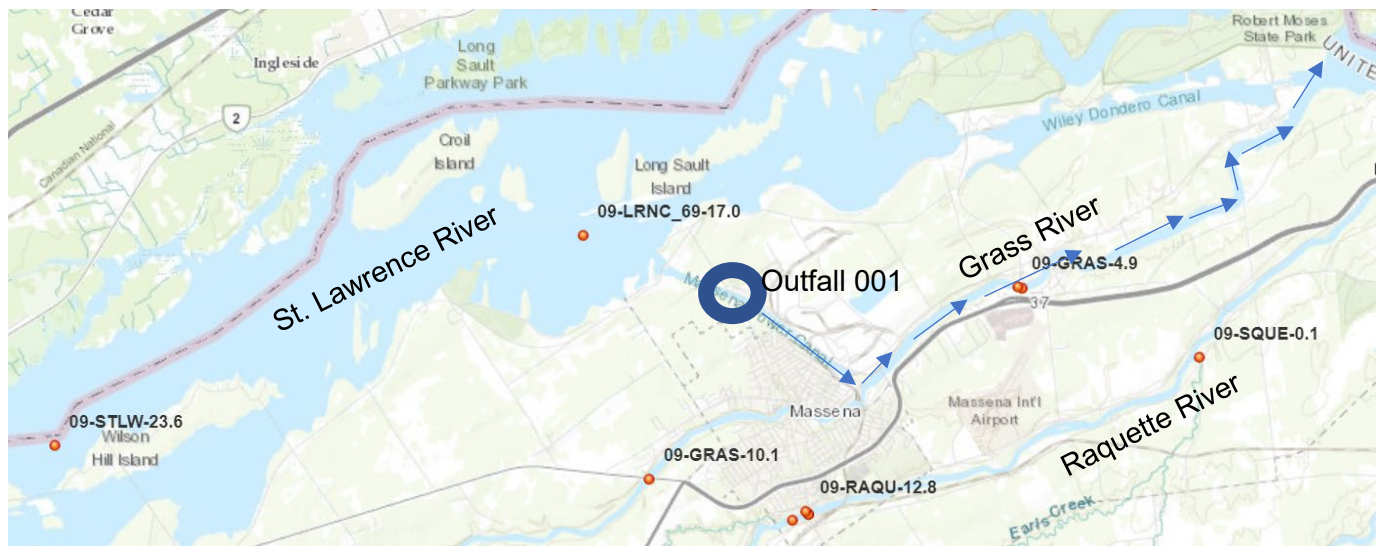 Cedar
Grove
Ingleside
Long
Sault
Parkway Park
Robert Moses
State Park
UNITE
2
Canadian National
Croil
Island
Wiley Dondero Canal
Long Sault
Island
09-LRNC_69-17.0
St. Lawrence River
Grass River
09-GRAS-4.9
Outfall 001
Massena Power Canal
37
09-SQUE-0.1
Massena
Massena Int'l
Airport
Raquette River
09-STLW-23.6
Wilson
Hill Island
09-GRAS-10.1
09-RAQU-12.8
Earls Creek